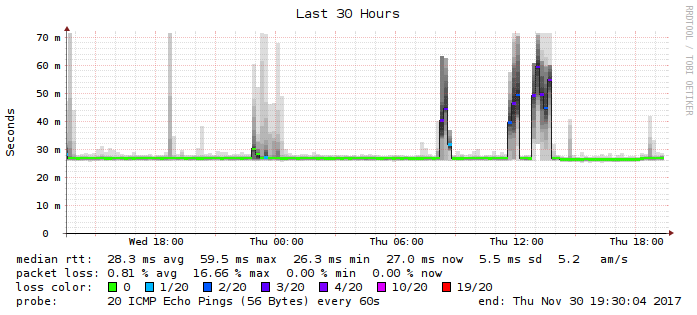 Last 30 Hours
RRDTOOL / TOBI OETIKER
Seconds
70 m
60 m
50 m
40 m
30 m
20 m
10 m
0
Wed 18:00 Thu 00:00 Thu 06:00 Thu 12:00 Thu 18:00
median rtt: 28.3 ms avg 59.5 ms max 26.3 ms min 27.0 ms now 5.5 ms sd 5.2 am/s
packet loss: 0.81 % avg 16.66 % max 0.00 % min 0.00 % now
loss color: 0 1/20 2/20 3/20 4/20 10/20 19/20
probe: 20 ICMP Echo Pings (56 Bytes) every 60s end: Thu Nov 30 19:30:04 2017